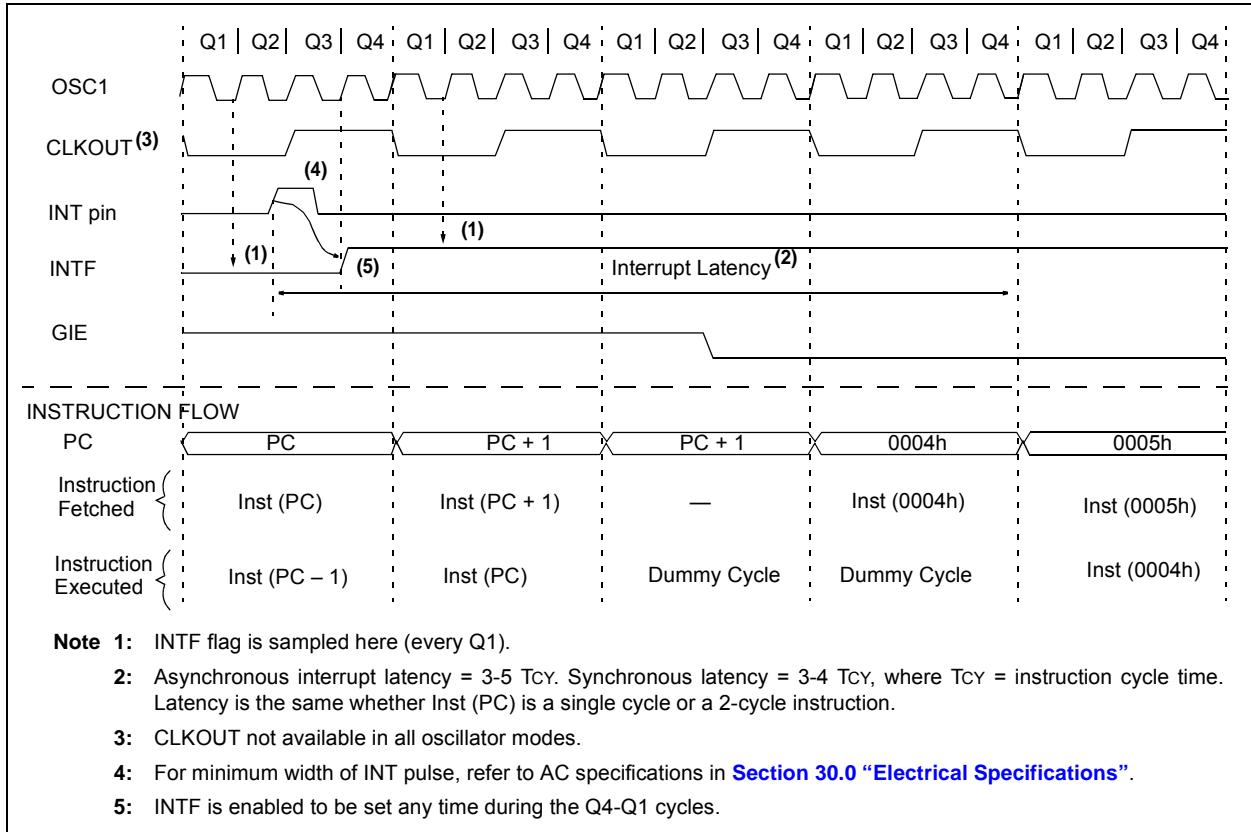 Q1 Q2 Q3 Q4 Q1 Q2 Q3 Q4 Q1 Q2 Q3 Q4 Q1 Q2 Q3 Q4 Q1 Q2 Q3 Q4
OSC1
CLKOUT (3)
(4)
INT pin
(1)
(1)
INTF
(5)
Interrupt Latency (2)
GIE
INSTRUCTION FLOW
PC PC PC + 1 PC + 1 0004h 0005h
Instruction
Fetched
Inst (PC) Inst (PC + 1) — Inst (0004h) Inst (0005h)
Instruction
Executed
Inst (PC – 1) Inst (PC) Dummy Cycle Dummy Cycle Inst (0004h)
Note 1: INTF flag is sampled here (every Q1).
2: Asynchronous interrupt latency = 3-5 TCY. Synchronous latency = 3-4 TCY, where TCY = instruction cycle time.
Latency is the same whether Inst (PC) is a single cycle or a 2-cycle instruction.
3: CLKOUT not available in all oscillator modes.
4: For minimum width of INT pulse, refer to AC specifications in Section 30.0 “Electrical Specifications”.
5: INTF is enabled to be set any time during the Q4-Q1 cycles.